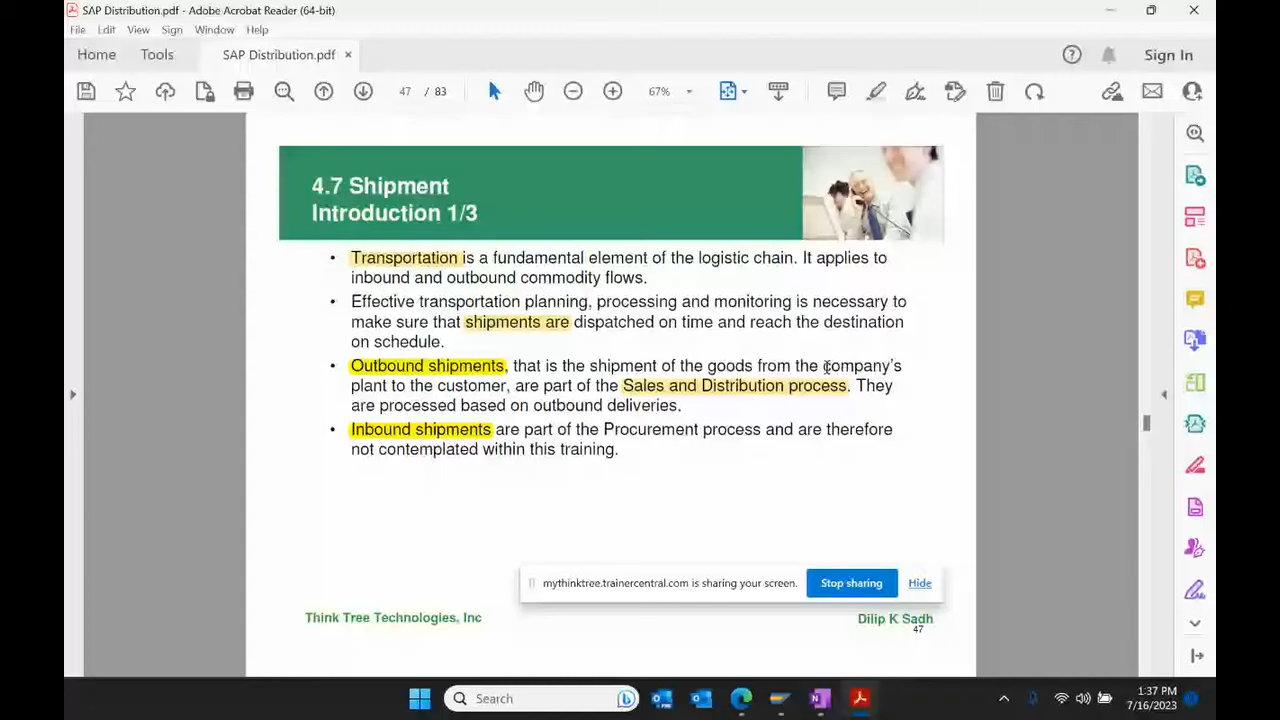 SAP Distribution.pdf - Adobe Acrobat Reader (64-bit)
File Edit View Sign Window Help
Home Tools SAP Distribution.pdf × Sign In
47 / 83 67%
4.7 Shipment
Introduction 1/3
• Transportation is a fundamental element of the logistic chain. It applies to
inbound and outbound commodity flows.
• Effective transportation planning, processing and monitoring is necessary to
make sure that shipments are dispatched on time and reach the destination
on schedule.
• Outbound shipments, that is the shipment of the goods from the company's
plant to the customer, are part of the Sales and Distribution process. They
are processed based on outbound deliveries.
• Inbound shipments are part of the Procurement process and are therefore
not contemplated within this training.
mythinktree.trainercentral.com is sharing your screen. Stop sharing Hide
Think Tree Technologies, Inc Dilip K Sadh
47
Search 1:37 PM
7/16/2023